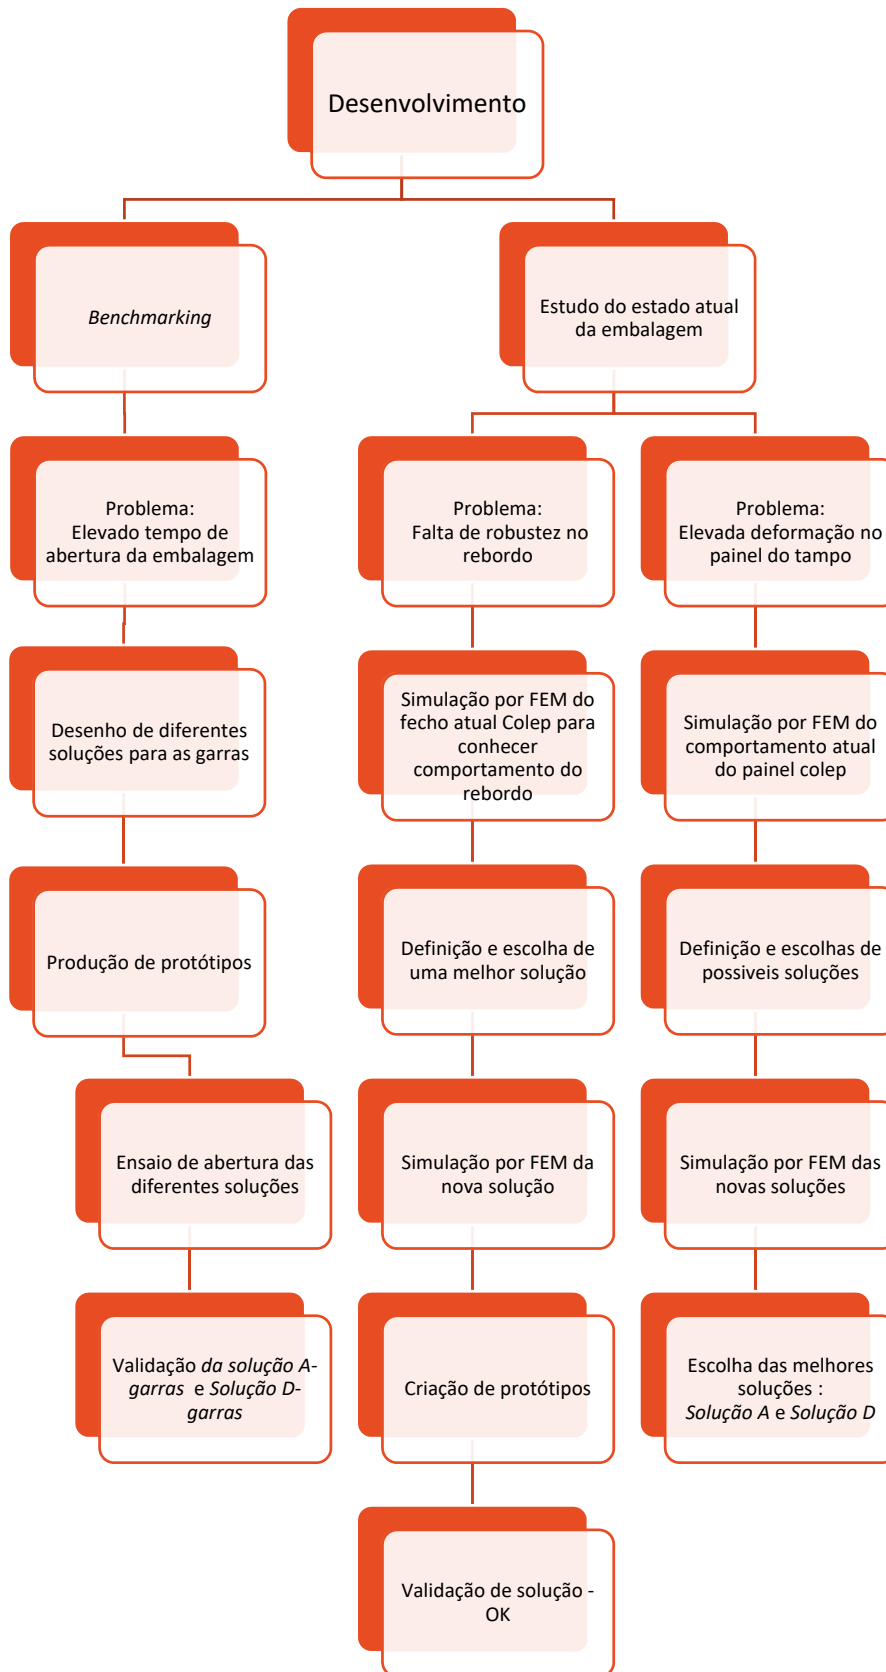 Desenvolvimento
Benchmarking
Estudo do estado atual
da embalagem
Problema:
Elevado tempo de
abertura da embalagem
Problema:
Falta de robustez no
rebordo
Problema:
Elevada deformação no
painel do tampo
Desenho de diferentes
soluções para as garras
Simulação por FEM do
fecho atual Colep para
conhecer
comportamento do
rebordo
Simulação por FEM do
comportamento atual
do painel colep
Produção de protótipos
Definição e escolha de
uma melhor solução
Definição e escolhas de
possiveis soluções
Ensaio de abertura das
diferentes soluções
Simulação por FEM da
nova solução
Simulação por FEM das
novas soluções
Validação da solução A-
garras e Solução D-
garras
Criação de protótipos
Escolha das melhores
soluções :
Solução A e Solução D
Validação de solução -
OK